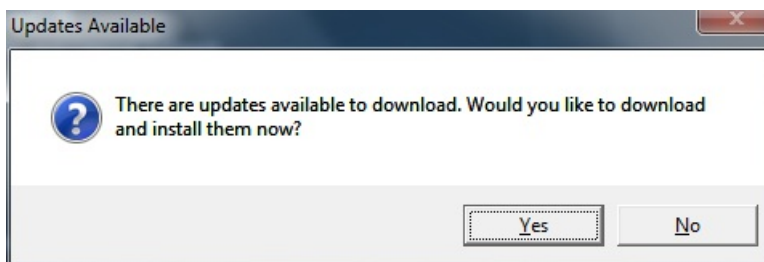 Updates Available
There are updates available to download. Would you like to download
and install them now?
Yes
No